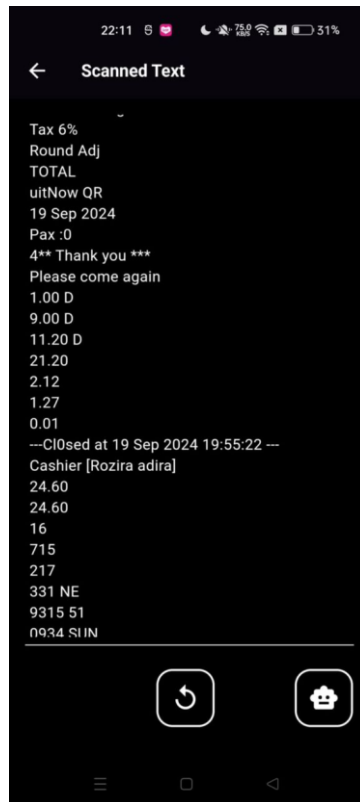 22:11 75.0 KB/S 31%
Scanned Text
Tax 6%
Round Adj
TOTAL
uitNow QR
19 Sep 2024
Pax :0
4** Thank you ***
Please come again
1.00 D
9.00 D
11.20 D
21.20
2.12
1.27
0.01
---Cl0sed at 19 Sep 2024 19:55:22 ---
Cashier [Rozira adira]
24.60
24.60
16
715
217
331 NE
9315 51
0934 SUN